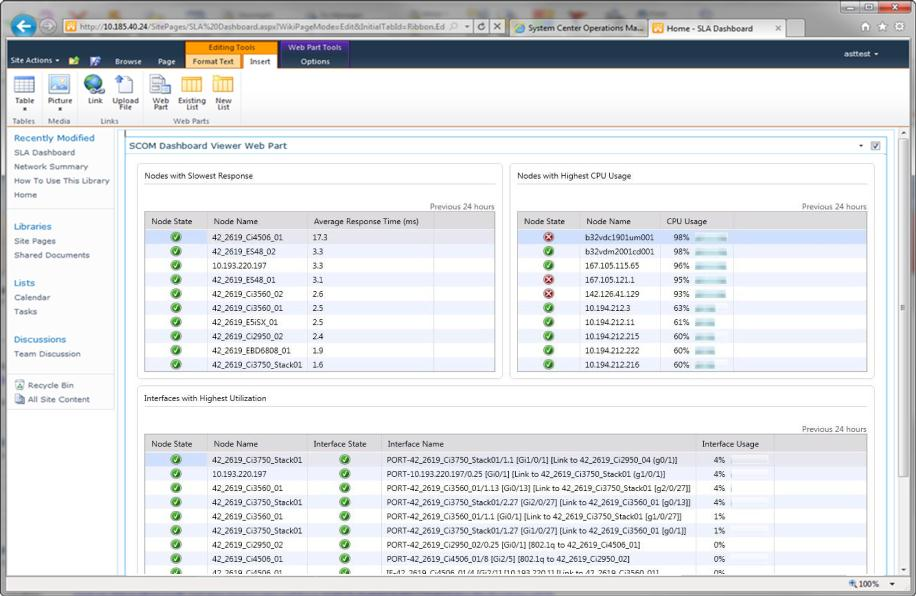 http://10.185.40.24/SitePages/SLA%20Dashboard.aspx?WikiPageMode=Edit&InitialTabId=Ribbon.Ed
System Center Operations Ma...
Home - SLA Dashboard
Editing Tools
Web Part Tools
Site Actions
Browse
Page
Format Text
Insert
Options
asttest
Table
Picture
Link
Upload File
Web Part
Existing List
New List
Tables
Media
Links
Web Parts
Recently Modified
SLA Dashboard
Network Summary
How To Use This Library
Home
Libraries
Site Pages
Shared Documents
Lists
Calendar
Tasks
Discussions
Team Discussion
Recycle Bin
All Site Content
SCOM Dashboard Viewer Web Part
Nodes with Slowest Response
Previous 24 hours
Node State Node Name Average Response Time (ms)
42_2619_Ci4506_01 17.3
42_2619_ES48_02 3.3
10.193.220.197 3.3
42_2619_ES48_01 3.1
42_2619_Ci3560_02 2.6
42_2619_Ci3560_01 2.5
42_2619_E5iSX_01 2.5
42_2619_Ci2950_02 2.4
42_2619_EBD6808_01 1.9
42_2619_Ci3750_Stack01 1.6
Nodes with Highest CPU Usage
Previous 24 hours
Node State Node Name CPU Usage
b32vdc1901um001 98%
b32vdm2001cd001 98%
167.105.115.65 96%
167.105.121.1 95%
142.126.41.129 93%
10.194.212.3 63%
10.194.212.11 61%
10.194.212.215 60%
10.194.212.222 60%
10.194.212.216 60%
Interfaces with Highest Utilization
Previous 24 hours
Node State Node Name Interface State Interface Name Interface Usage
42_2619_Ci3750_Stack01 PORT-42_2619_Ci3750_Stack01/1.1 [Gi1/0/1] [Link to 42_2619_Ci2950_04 (g0/1)] 4%
10.193.220.197 PORT-10.193.220.197/0.25 [Gi0/1] [Link to 42_2619_Ci3750_Stack01 (g1/0/1)] 4%
42_2619_Ci3560_01 PORT-42_2619_Ci3560_01/1.13 [Gi0/13] [Link to 42_2619_Ci3750_Stack01 [g2/0/27]] 4%
42_2619_Ci3750_Stack01 PORT-42_2619_Ci3750_Stack01/2.27 [Gi2/0/27] [Link to 42_2619_Ci3560_01 [g0/13]] 4%
42_2619_Ci3560_01 PORT-42_2619_Ci3560_01/1.1 [Gi0/1] [Link to 42_2619_Ci3750_Stack01 [g1/0/27]] 1%
42_2619_Ci3750_Stack01 PORT-42_2619_Ci3750_Stack01/1.27 [Gi1/0/27] [Link to 42_2619_Ci3560_01 [g0/1]] 1%
42_2619_Ci2950_02 PORT-42_2619_Ci2950_02/0.25 [Gi0/1] [802.1q to 42_2619_Ci4506_01] 0%
42_2619_Ci4506_01 PORT-42_2619_Ci4506_01/8 [Gi2/5] [802.1q to 42_2619_Ci2950_02] 0%
42_2619_Ci4506_01 0%
100%